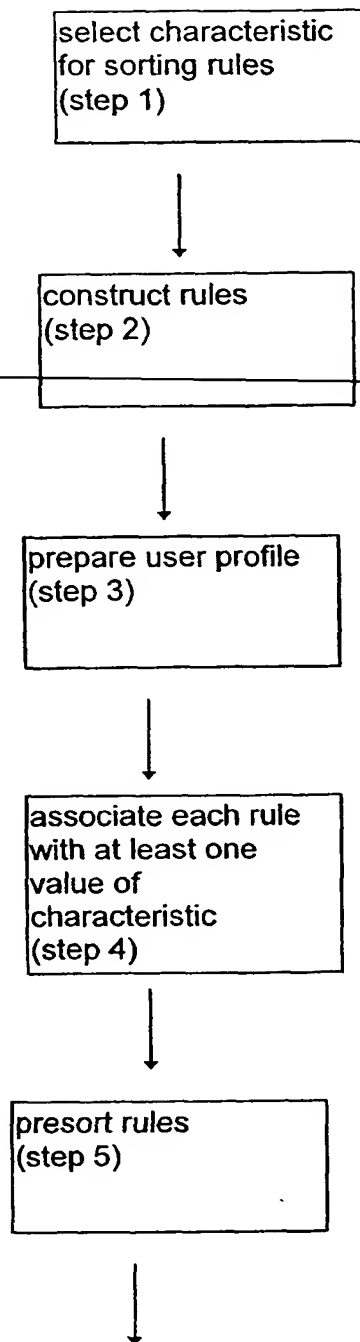 select characteristic
for sorting rules
(step 1)
construct rules
(step 2)
prepare user profile
(step 3)
associate each rule
with at least one
value of
characteristic
(step 4)
presort rules
(step 5)